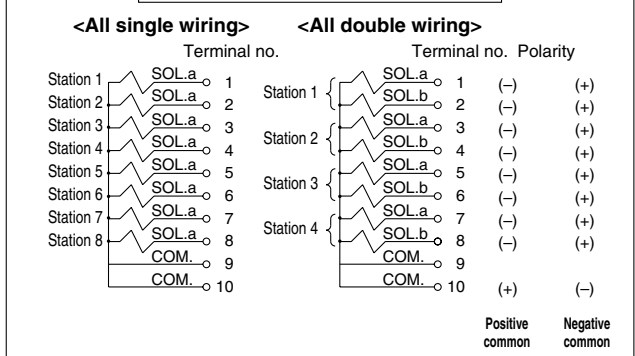 <All single wiring> <All double wiring>
Terminal no. Terminal no. Polarity
Station 1 SOL.a 1 Station 1 SOL.a 1 (–) (+)
Station 2 SOL.a 2 SOL.b 2 (–) (+)
Station 3 SOL.a 3 Station 2 SOL.a 3 (–) (+)
Station 4 SOL.a 4 SOL.b 4 (–) (+)
Station 5 SOL.a 5 Station 3 SOL.a 5 (–) (+)
Station 6 SOL.a 6 SOL.b 6 (–) (+)
Station 7 SOL.a 7 Station 4 SOL.a 7 (–) (+)
Station 8 SOL.a 8 SOL.b 8 (–) (+)
COM. 9 COM. 9
COM. 10 COM. 10 (+) (–)
Positive Negative
common common